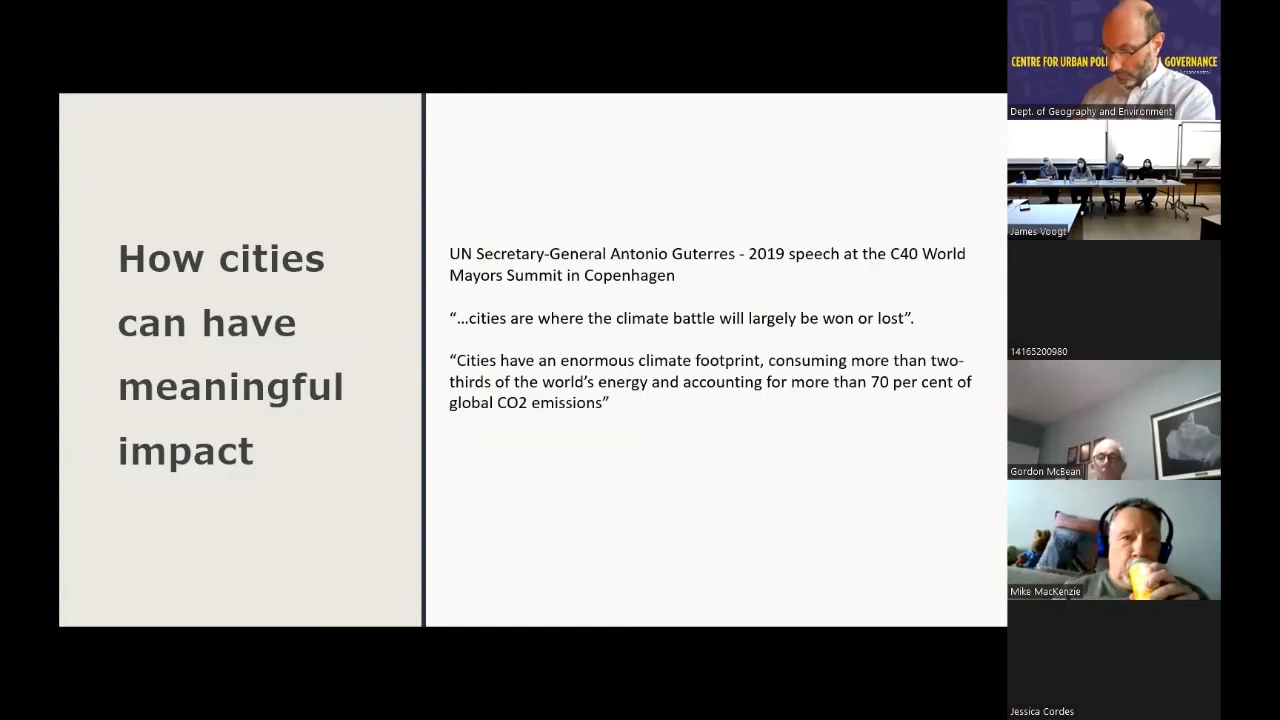 How cities
can have
meaningful
impact
UN Secretary-General Antonio Guterres - 2019 speech at the C40 World
Mayors Summit in Copenhagen
“...cities are where the climate battle will largely be won or lost”.
“Cities have an enormous climate footprint, consuming more than two-
thirds of the world’s energy and accounting for more than 70 per cent of
global CO2 emissions”
CENTRE FOR URBAN POLI GOVERNANCE
Dept. of Geography and Environment
James Voogt
14165200980
Gordon McBean
Mike MacKenzie
Jessica Cordes